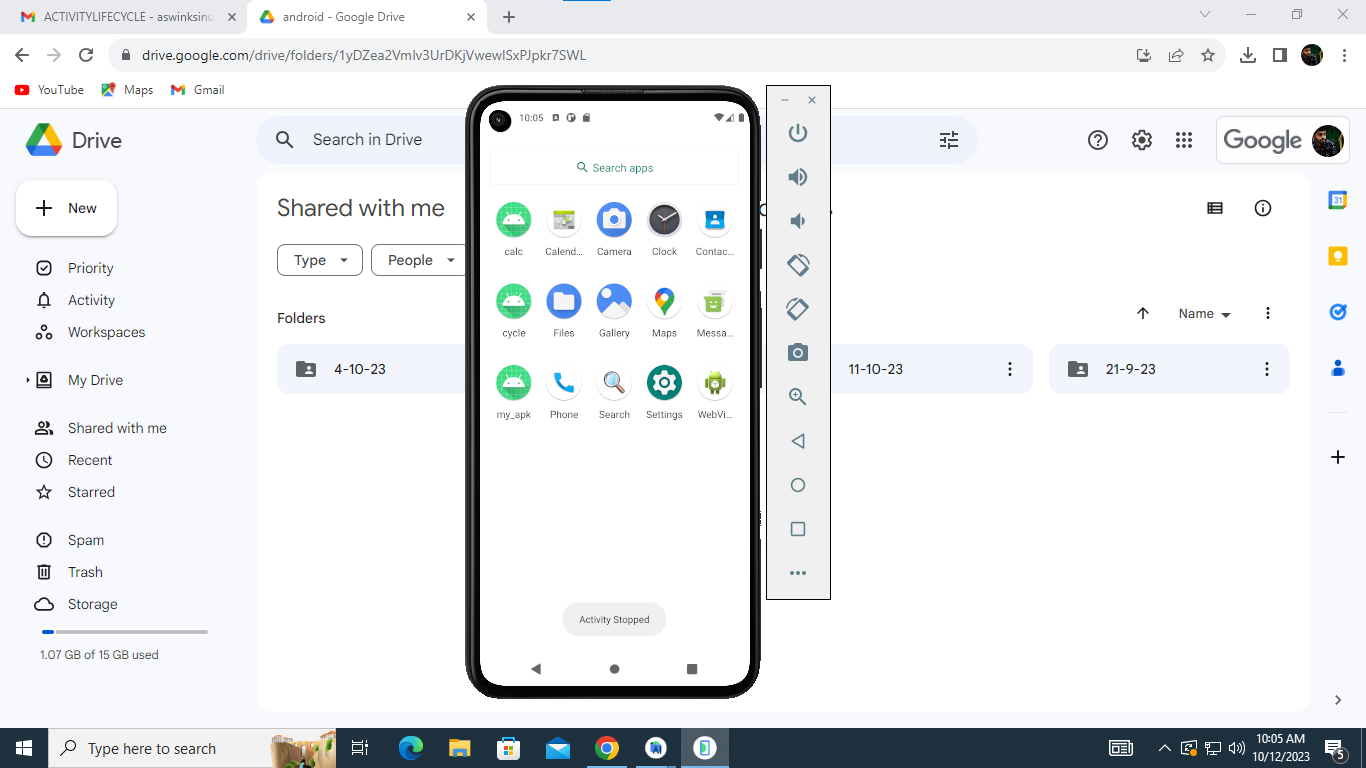 ACTIVITYLIFECYCLE - aswinksinu
android - Google Drive
drive.google.com/drive/folders/1yDZea2Vmlv3UrDKjVwewlSxPJpkr7SWL
YouTube
Maps
Gmail
Drive
Search in Drive
Google
New
Priority
Activity
Workspaces
My Drive
Shared with me
Recent
Starred
Spam
Trash
Storage
1.07 GB of 15 GB used
Shared with me
Type
People
Folders
Name
4-10-23
11-10-23
21-9-23
10:05
Search apps
calc
Calend...
Camera
Clock
Contac...
cycle
Files
Gallery
Maps
Messa...
my_apk
Phone
Search
Settings
WebVi...
Activity Stopped
31
Type here to search
10:05 AM
10/12/2023
5